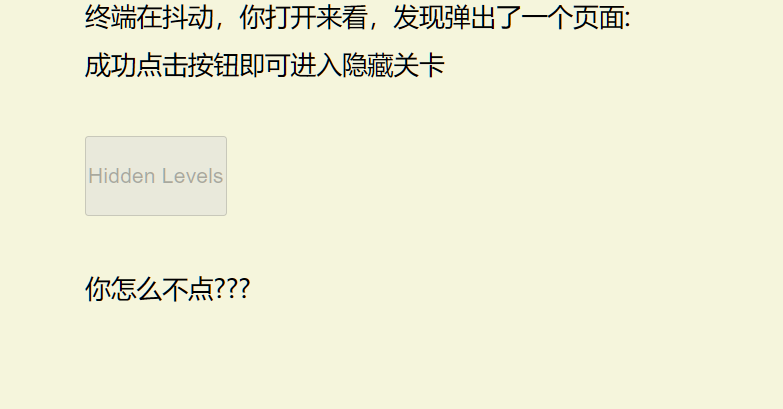 终端在抖动，你打开来看，发现弹出了一个页面:
成功点击按钮即可进入隐藏关卡
Hidden Levels
你怎么不点???